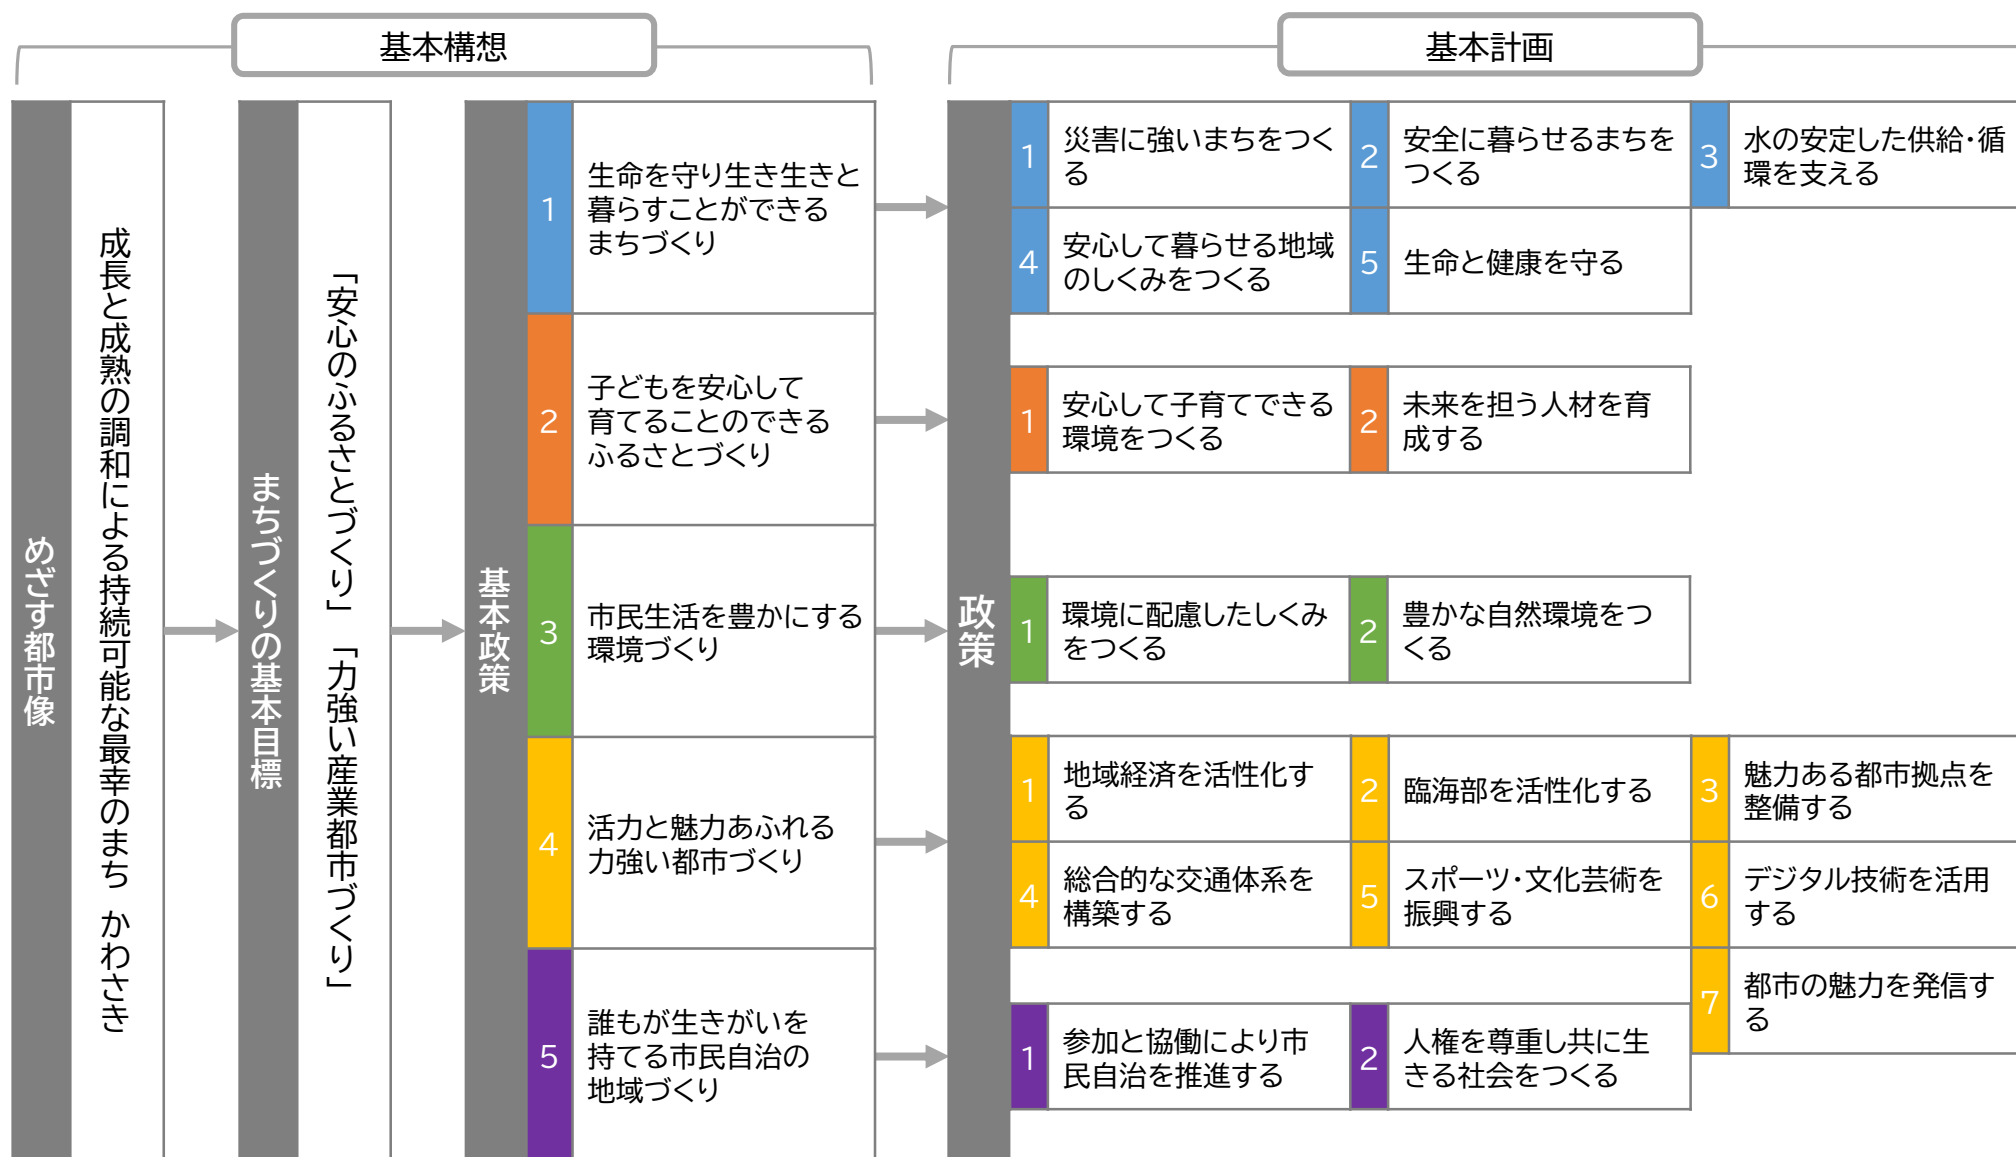 基本構想
基本計画
めざす都市像
成長と成熟の調和による持続可能な最幸のまち かわさき
まちづくりの基本目標
「安心のふるさとづくり」 「力強い産業都市づくり」
基本政策
1
生命を守り生き生きと
暮らすことができる
まちづくり
2
子どもを安心して
育てることのできる
ふるさとづくり
3
市民生活を豊かにする
環境づくり
4
活力と魅力あふれる
力強い都市づくり
5
誰もが生きがいを
持てる市民自治の
地域づくり
政策
1
災害に強いまちをつく
る
2
安全に暮らせるまちを
つくる
3
水の安定した供給・循
環を支える
4
安心して暮らせる地域
のしくみをつくる
5
生命と健康を守る
1
安心して子育てできる
環境をつくる
2
未来を担う人材を育
成する
1
環境に配慮したしくみ
をつくる
2
豊かな自然環境をつ
くる
1
地域経済を活性化す
る
2
臨海部を活性化する
3
魅力ある都市拠点を
整備する
4
総合的な交通体系を
構築する
5
スポーツ・文化芸術を
振興する
6
デジタル技術を活用
する
7
都市の魅力を発信す
る
1
参加と協働により市
民自治を推進する
2
人権を尊重し共に生
きる社会をつくる